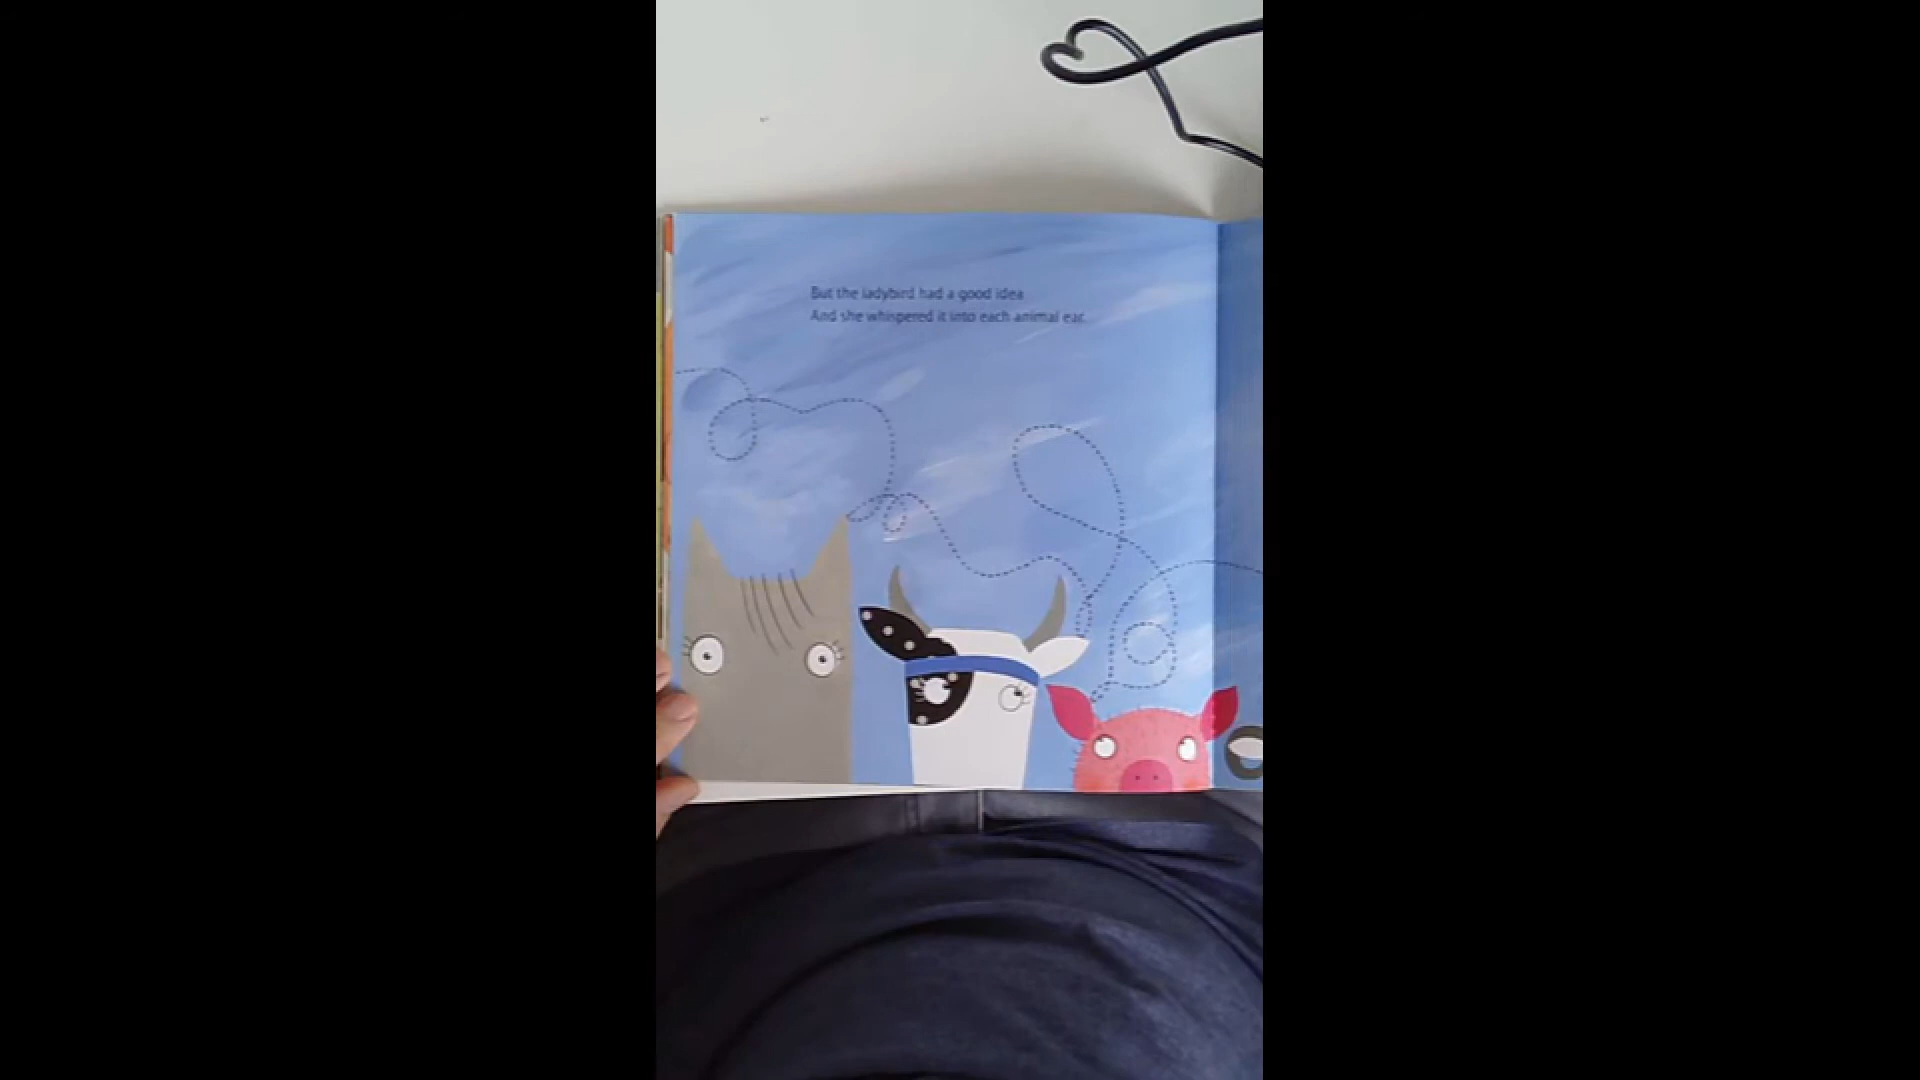 But the ladybird had a good idea
And she whispered it into each animal ear.